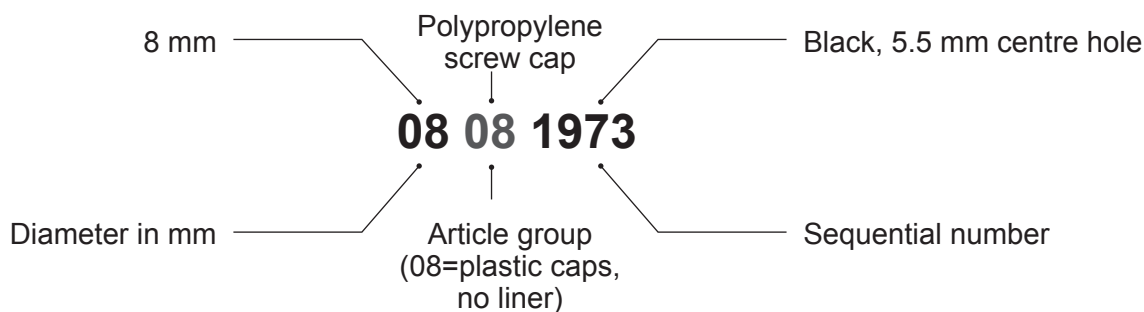 8 mm
Polypropylene
screw cap
Black, 5.5 mm centre hole
08 08 1973
Diameter in mm
Article group
(08=plastic caps,
no liner)
Sequential number